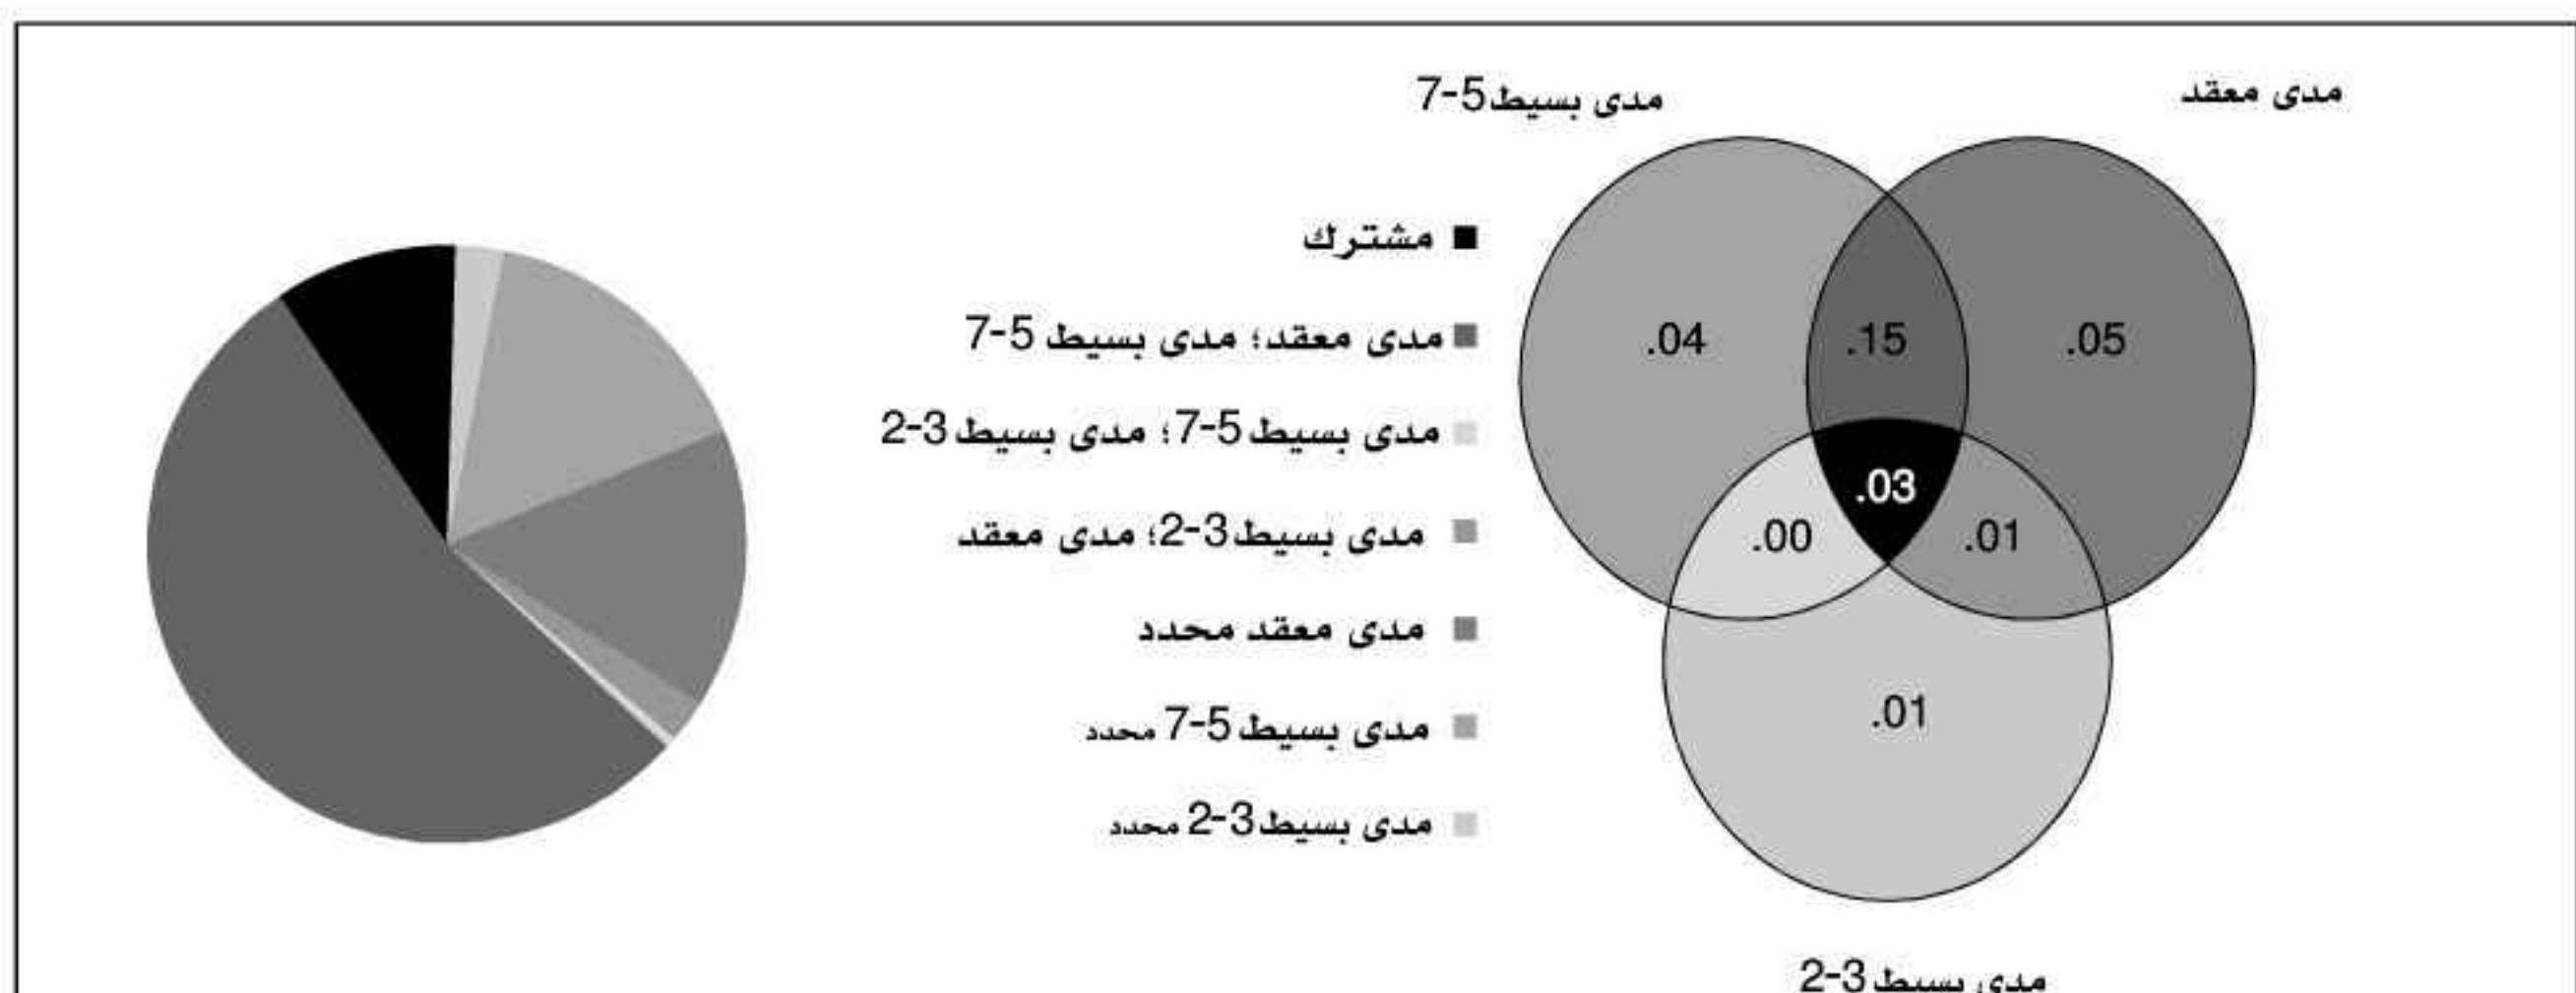 مدى معقد
مدى بسيط 5-7
مشترك
مدى معقد؛ مدى بسيط 5-7
مدى بسيط 5-7؛ مدى بسيط 3-2
مدى بسيط 3-2؛ مدى معقد
مدى معقد محدد
مدى بسيط 5-7 محدد
مدى بسيط 3-2 محدد
.04
.15
.05
.03
.00
.01
.01
مدى بسيط 3-2